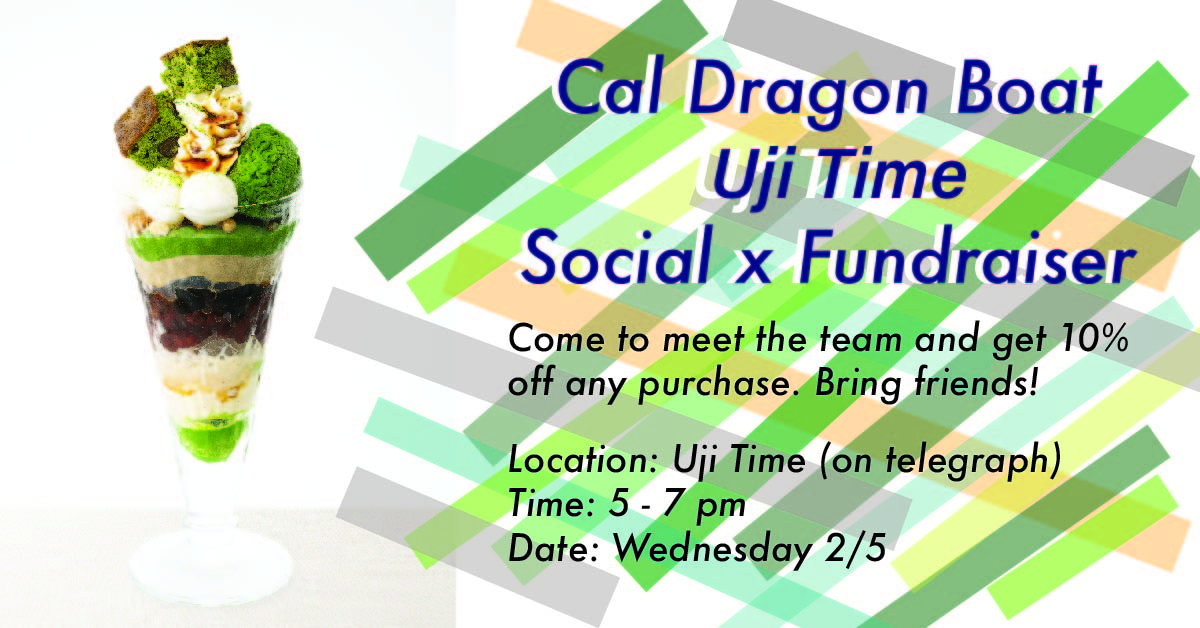 Cal Dragon Boat
Uji Time
Social x Fundraiser
Come to meet the team and get 10%
off any purchase. Bring friends!
Location: Uji Time (on telegraph)
Time: 5 - 7 pm
Date: Wednesday 2/5